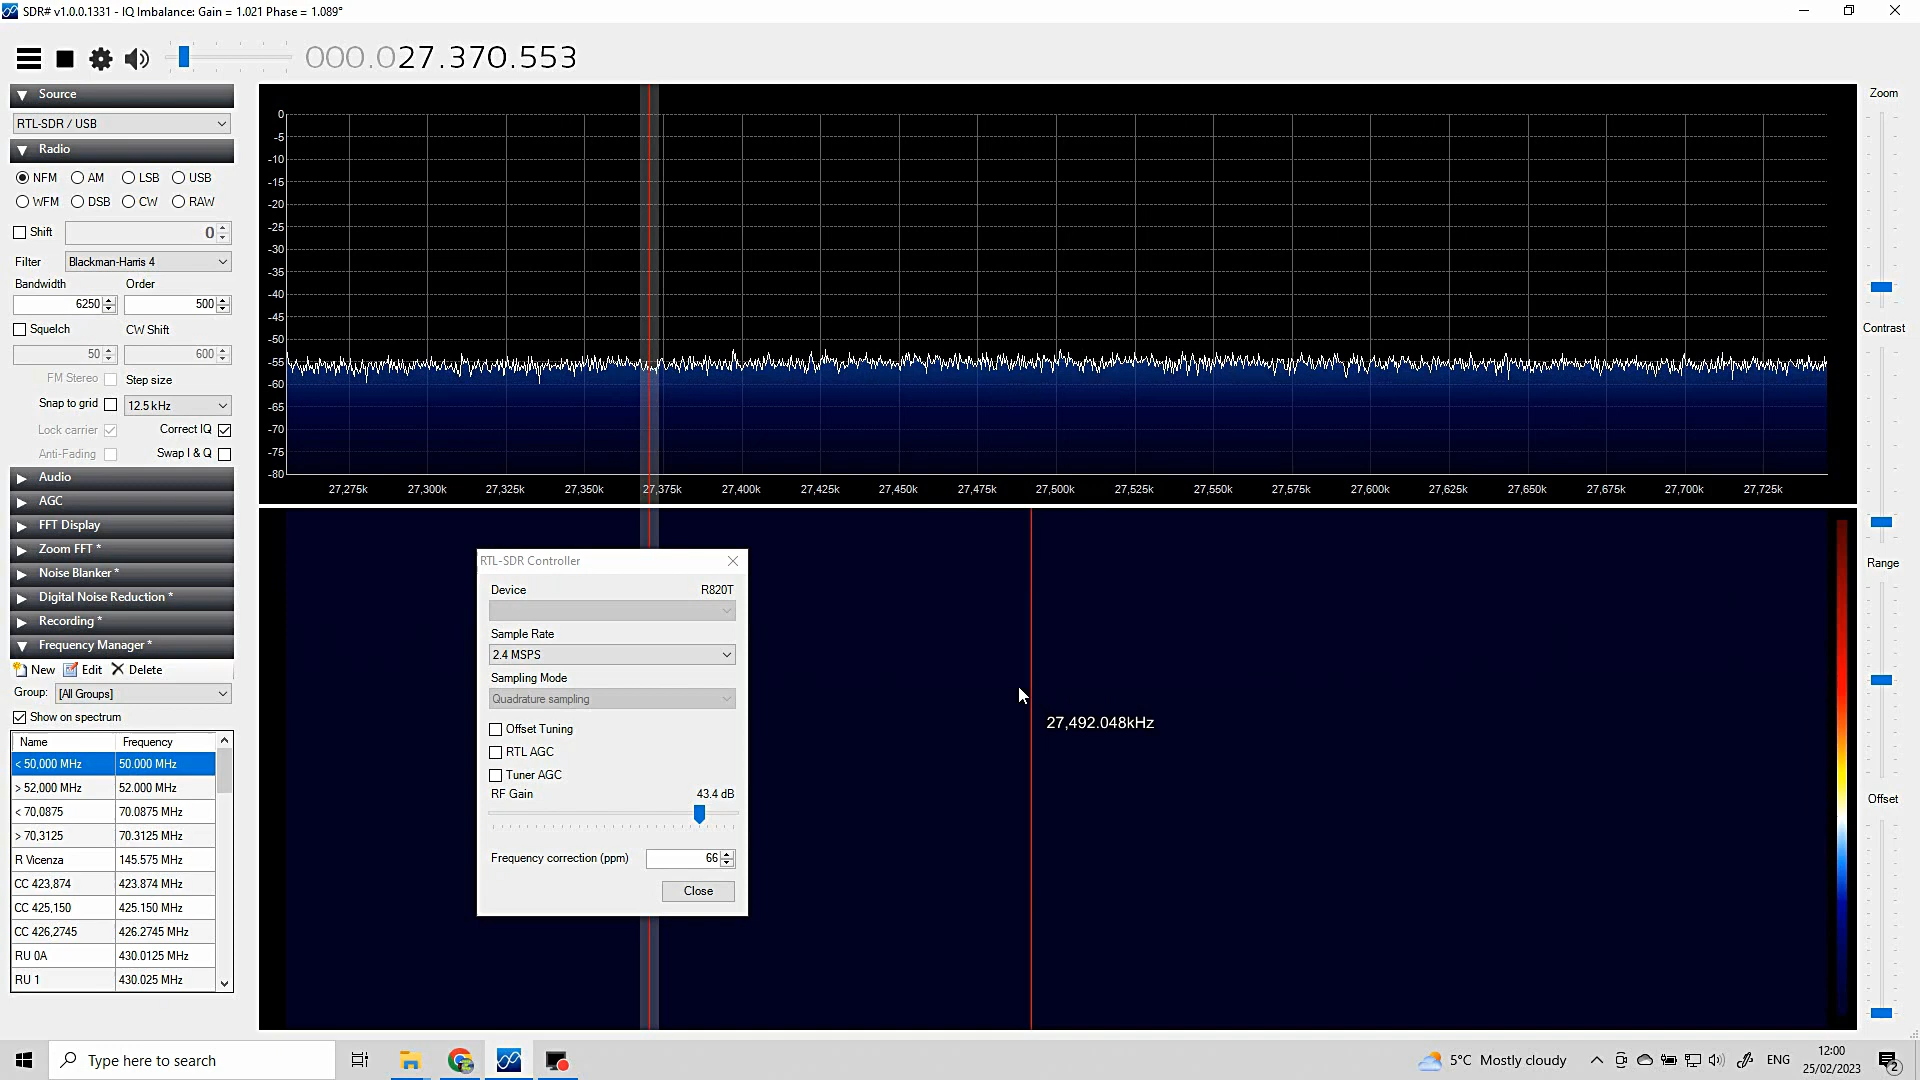 SDR# v1.0.0.1331 - IQ Imbalance: Gain = 1.021 Phase = 1.089°
000.027.370.553
Source
RTL-SDR / USB
Radio
NFM AM LSB USB
WFM DSB CW RAW
Shift 0
Filter Blackman-Harris 4
Bandwidth Order
6250 500
Squelch CW Shift
50 600
FM Stereo Step size
Snap to grid 12.5 kHz
Lock carrier Correct IQ
Anti-Fading Swap I & Q
Audio
AGC
FFT Display
Zoom FFT *
Noise Blanker *
Digital Noise Reduction *
Recording *
Frequency Manager *
New Edit Delete
Group: [All Groups]
Show on spectrum
Name Frequency
< 50,000 MHz 50.000 MHz
> 52,000 MHz 52.000 MHz
< 70,0875 70.0875 MHz
> 70,3125 70.3125 MHz
R Vicenza 145.575 MHz
CC 423,874 423.874 MHz
CC 425,150 425.150 MHz
CC 426,2745 426.2745 MHz
RU 0A 430.0125 MHz
RU 1 430.025 MHz
0
-5
-10
-15
-20
-25
-30
-35
-40
-45
-50
-55
-60
-65
-70
-75
-80
27,275k 27,300k 27,325k 27,350k 27,375k 27,400k 27,425k 27,450k 27,475k 27,500k 27,525k 27,550k 27,575k 27,600k 27,625k 27,650k 27,675k 27,700k 27,725k
RTL-SDR Controller
Device R820T
Sample Rate
2.4 MSPS
Sampling Mode
Quadrature sampling
Offset Tuning
RTL AGC
Tuner AGC
RF Gain 43.4 dB
Frequency correction (ppm) 66
Close
27,492.048kHz
Zoom
Contrast
Range
Offset
Type here to search
5°C Mostly cloudy
ENG
12:00
25/02/2023
2